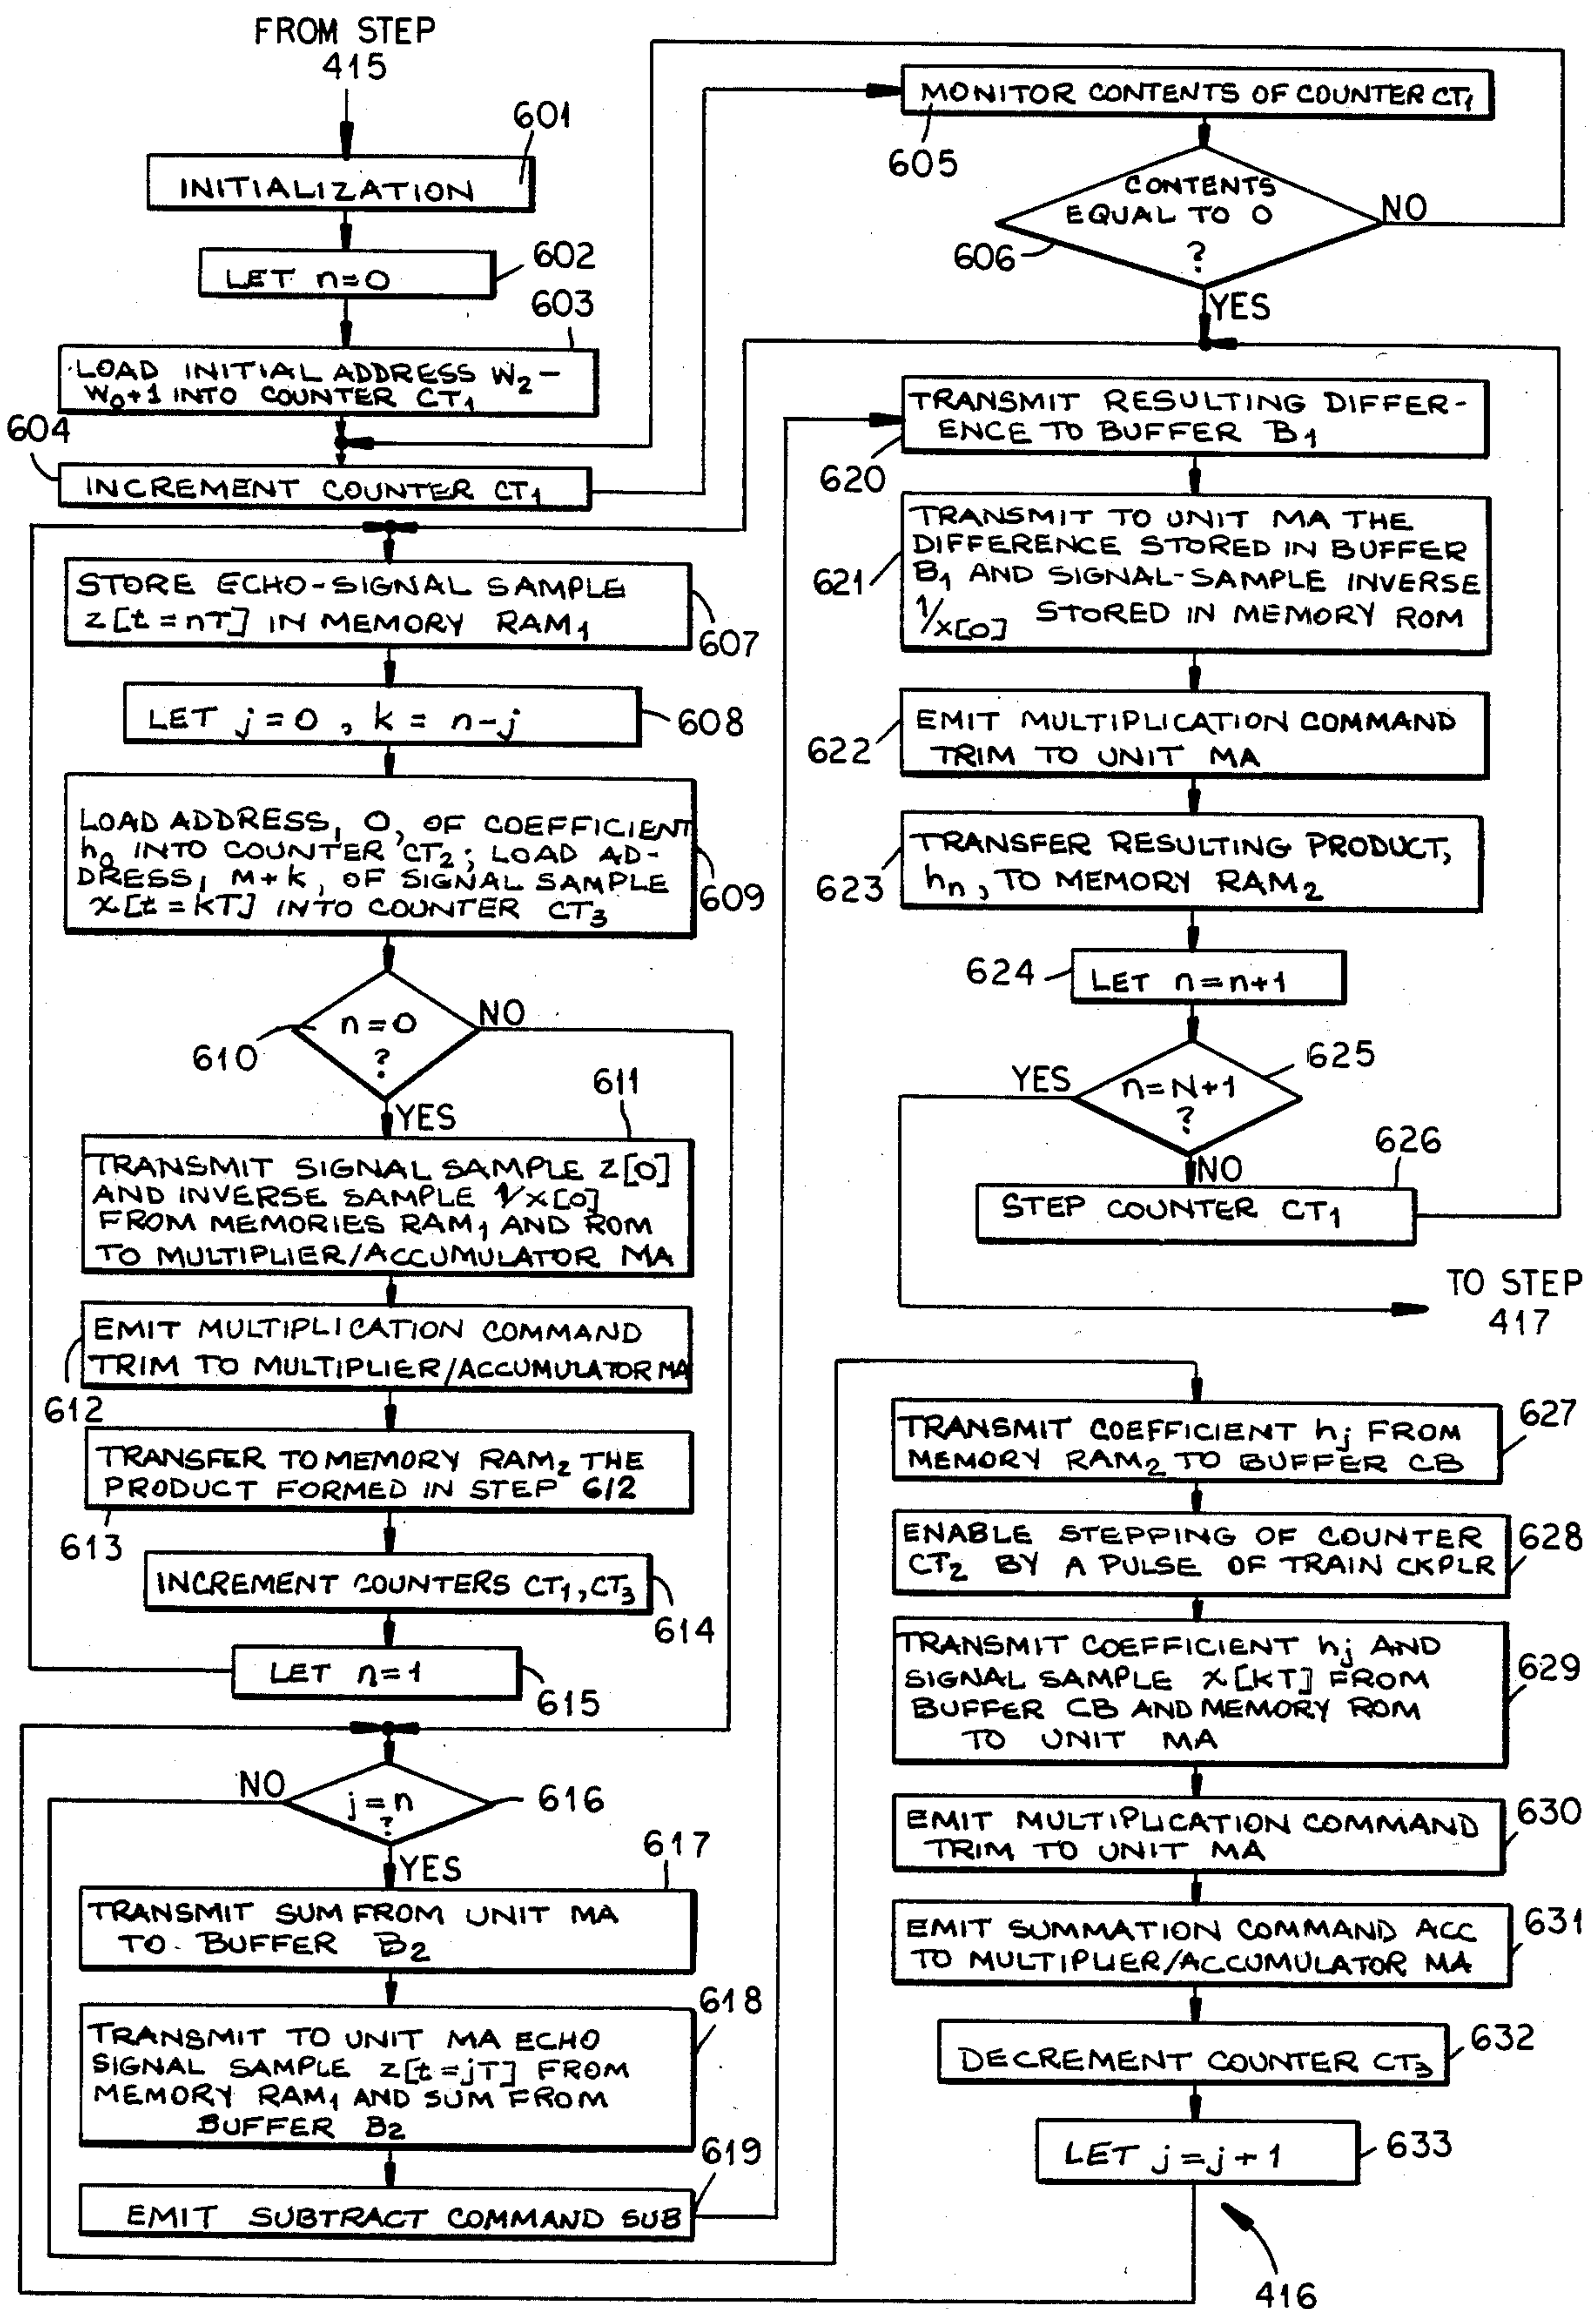 FROM STEP
415
601
INITIALIZATION
602
LET n=0
603
LOAD INITIAL ADDRESS W₂-
W₀+1 INTO COUNTER CT₁
604
INCREMENT COUNTER CT₁
MONITOR CONTENTS OF COUNTER CT₁
605
CONTENTS
EQUAL TO 0
?
606
NO
YES
STORE ECHO-SIGNAL SAMPLE
z[t=nT] IN MEMORY RAM₁
607
LET j=0, k=n-j
608
LOAD ADDRESS, 0, OF COEFFICIENT
h₀ INTO COUNTER CT₂; LOAD AD-
DRESS, M+k, OF SIGNAL SAMPLE
x[t=kT] INTO COUNTER CT₃
609
n=0
?
610
NO
YES
611
TRANSMIT SIGNAL SAMPLE z[0]
AND INVERSE SAMPLE 1/x[0]
FROM MEMORIES RAM₁ AND ROM
TO MULTIPLIER/ACCUMULATOR MA
EMIT MULTIPLICATION COMMAND
TRIM TO MULTIPLIER/ACCUMULATOR MA
612
TRANSFER TO MEMORY RAM₂ THE
PRODUCT FORMED IN STEP 612
613
INCREMENT COUNTERS CT₁, CT₃
614
LET n=1
615
NO
j=n
?
616
YES
617
TRANSMIT SUM FROM UNIT MA
TO BUFFER B₂
618
TRANSMIT TO UNIT MA ECHO
SIGNAL SAMPLE z[t=jT] FROM
MEMORY RAM₁ AND SUM FROM
BUFFER B₂
619
EMIT SUBTRACT COMMAND SUB
TRANSMIT RESULTING DIFFER-
ENCE TO BUFFER B₁
620
TRANSMIT TO UNIT MA THE
DIFFERENCE STORED IN BUFFER
B₁ AND SIGNAL-SAMPLE INVERSE
1/x[0] STORED IN MEMORY ROM
621
EMIT MULTIPLICATION COMMAND
TRIM TO UNIT MA
622
TRANSFER RESULTING PRODUCT,
hₙ, TO MEMORY RAM₂
623
624
LET n=n+1
625
YES
n=N+1
?
NO
626
STEP COUNTER CT₁
TO STEP
417
TRANSMIT COEFFICIENT hⱼ FROM
MEMORY RAM₂ TO BUFFER CB
627
ENABLE STEPPING OF COUNTER
CT₂ BY A PULSE OF TRAIN CKPLR
628
TRANSMIT COEFFICIENT hⱼ AND
SIGNAL SAMPLE x[kT] FROM
BUFFER CB AND MEMORY ROM
TO UNIT MA
629
EMIT MULTIPLICATION COMMAND
TRIM TO UNIT MA
630
EMIT SUMMATION COMMAND ACC
TO MULTIPLIER/ACCUMULATOR MA
631
DECREMENT COUNTER CT₃
632
LET j=j+1
633
416